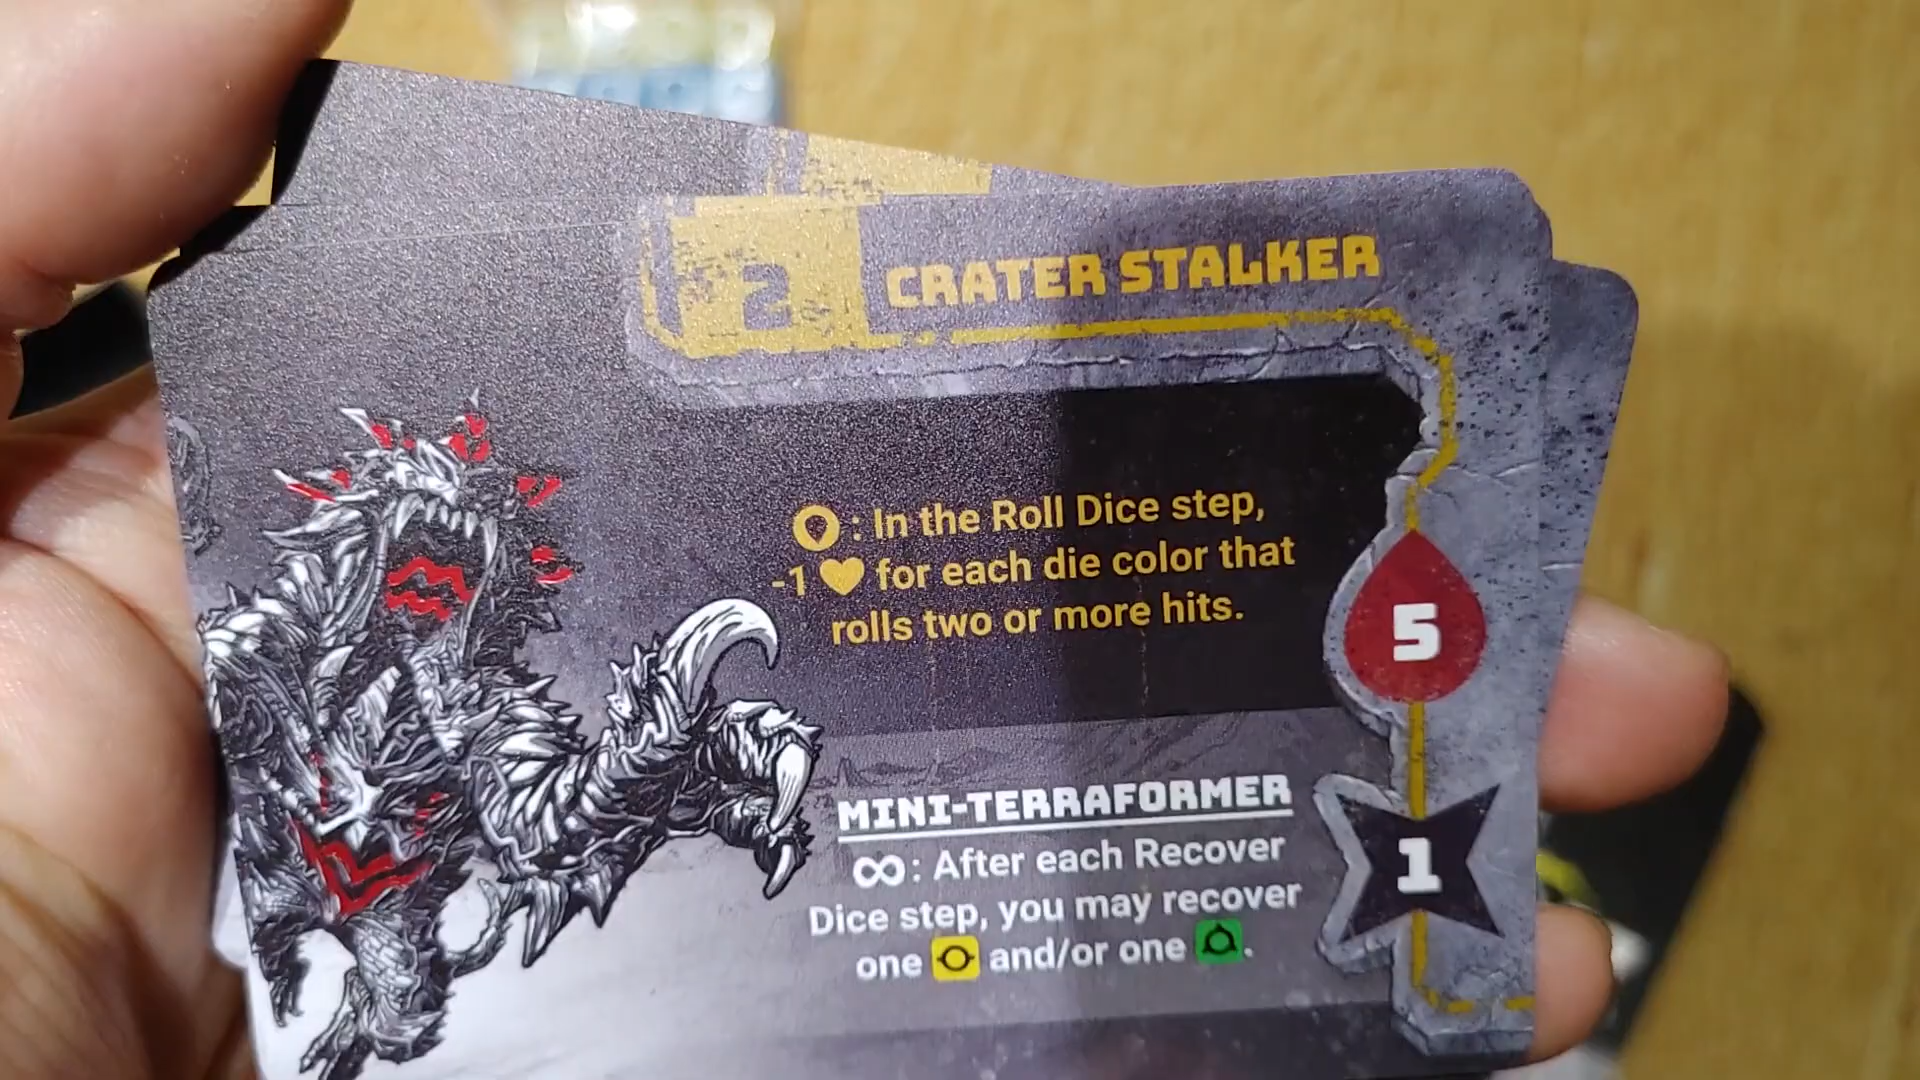 2 CRATER STALKER
: In the Roll Dice step,
-1 for each die color that
rolls two or more hits.
5
MINI-TERRAFORMER
∞: After each Recover
Dice step, you may recover
one and/or one .
1